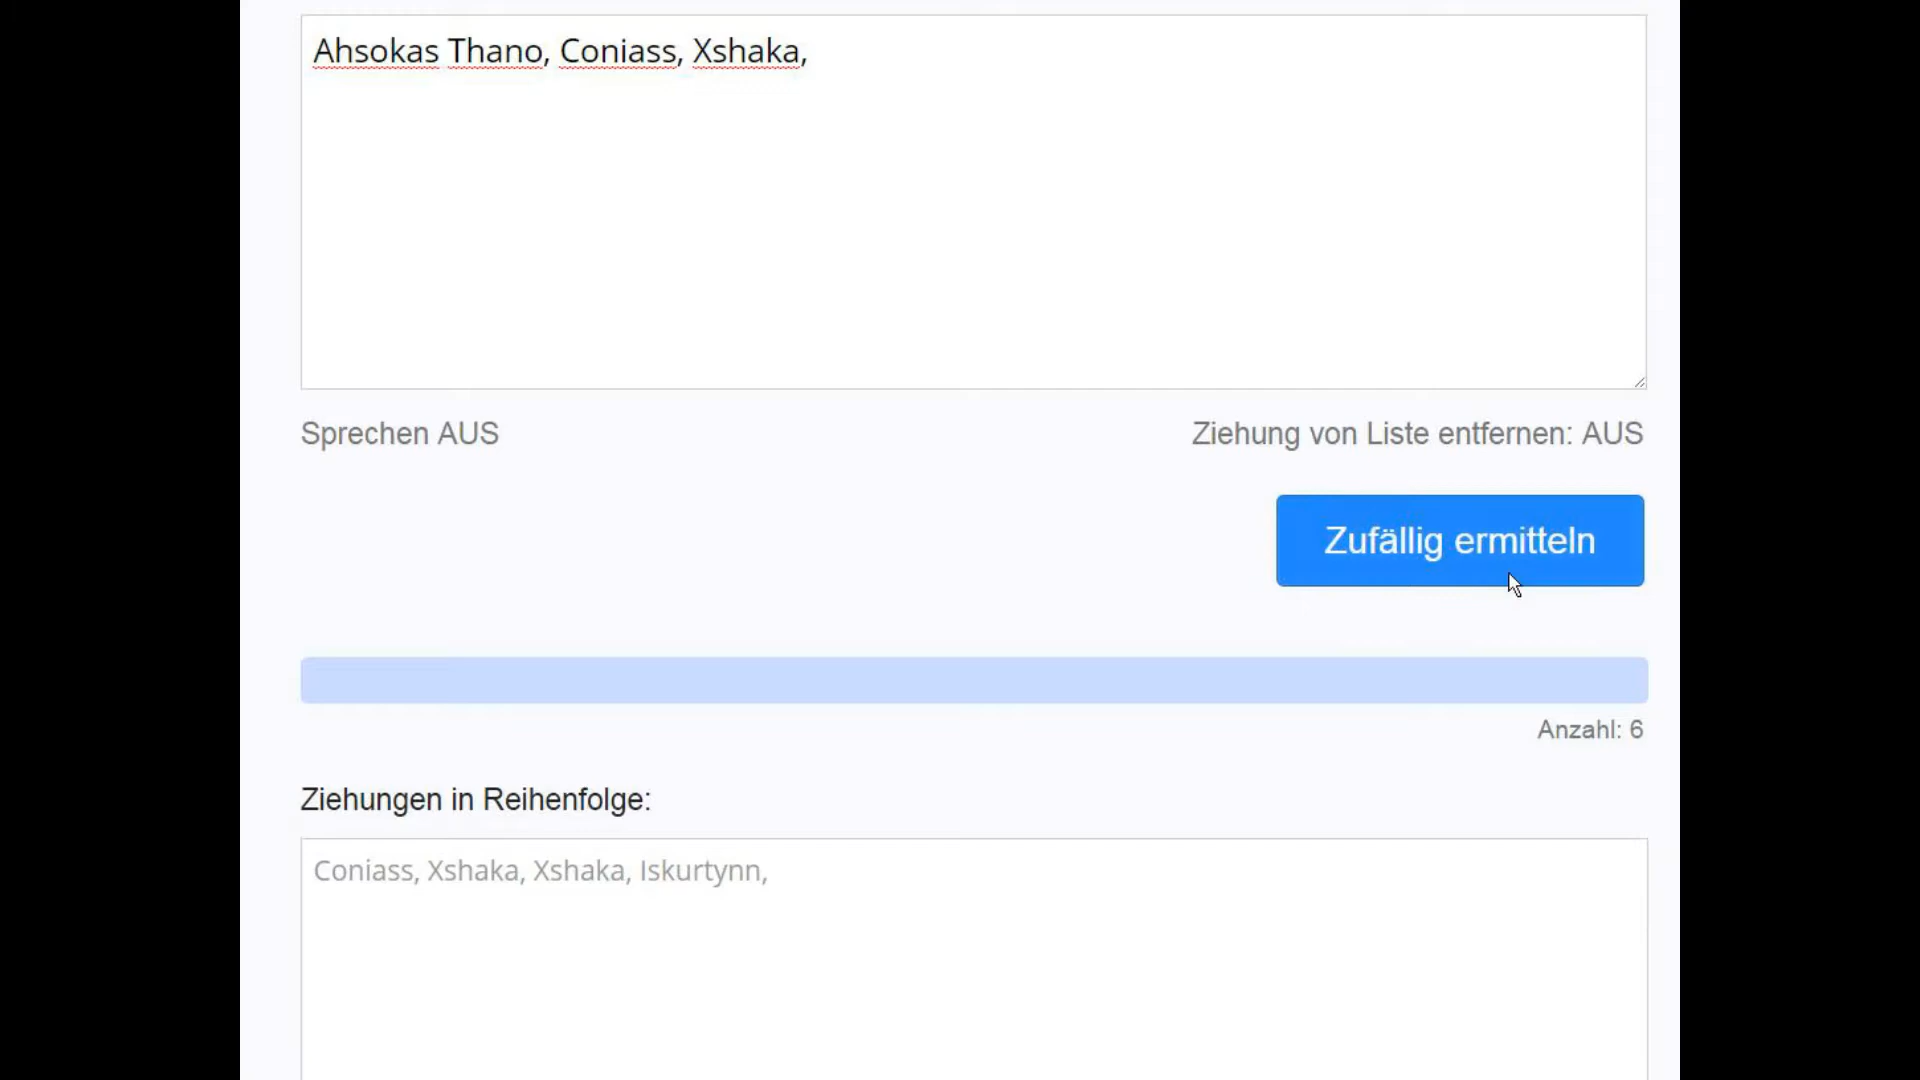 Ahsokas Thano, Coniass, Xshaka,
Sprechen AUS
Ziehung von Liste entfernen: AUS
Zufällig ermitteln
Anzahl: 6
Ziehungen in Reihenfolge:
Coniass, Xshaka, Xshaka, Iskurtynn,